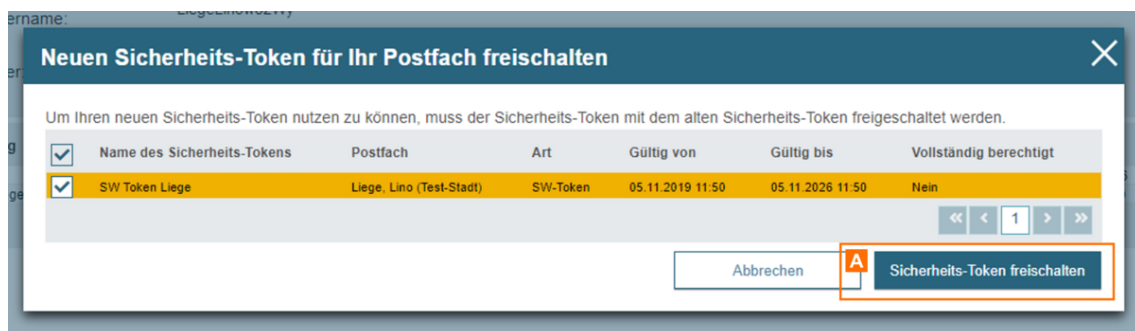 ername:
Neuen Sicherheits-Token für Ihr Postfach freischalten
Um Ihren neuen Sicherheits-Token nutzen zu können, muss der Sicherheits-Token mit dem alten Sicherheits-Token freigeschaltet werden.
Name des Sicherheits-Tokens Postfach Art Gültig von Gültig bis Vollständig berechtigt
SW Token Liege Liege, Lino (Test-Stadt) SW-Token 05.11.2019 11:50 05.11.2026 11:50 Nein
« < 1 > »
Abbrechen A Sicherheits-Token freischalten